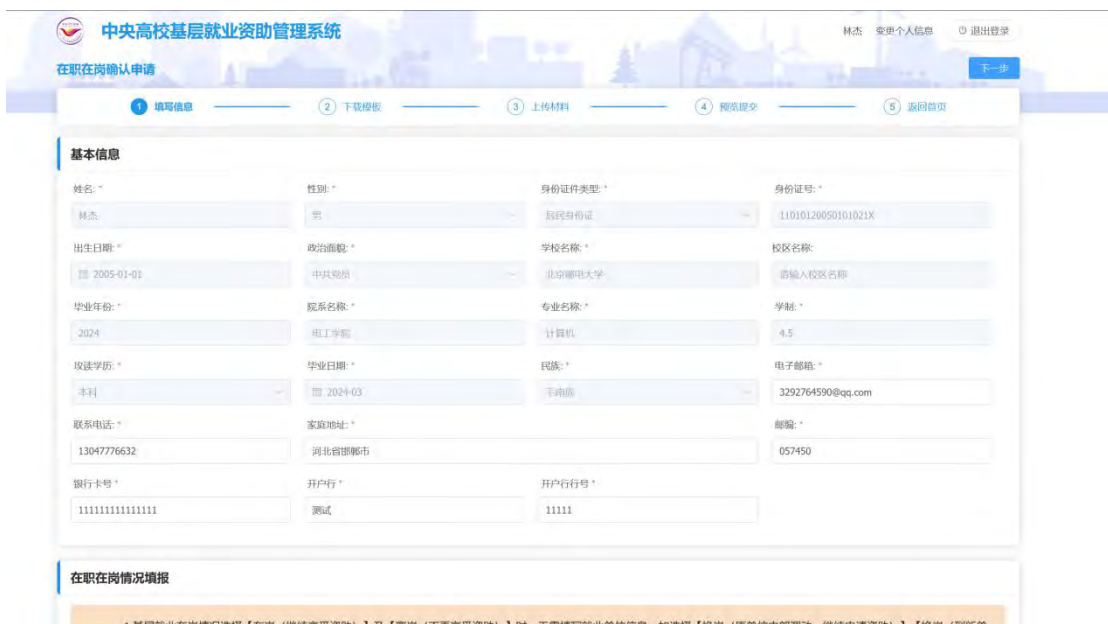 中央高校基层就业资助管理系统
林杰 变更个人信息 退出登录
在职在岗确认申请
下一步
1 填写信息 2 下载模板 3 上传材料 4 预览提交 5 返回首页
基本信息
姓名: * 性别: * 身份证件类型: * 身份证号: *
林杰 男 居民身份证 11010120050101021X
出生日期: * 政治面貌: * 学校名称: * 校区名称:
2005-01-01 中共党员 北京邮电大学 请输入校区名称
毕业年份: * 院系名称: * 专业名称: * 学制: *
2024 电工学院 计算机 4.5
攻读学历: * 毕业日期: * 民族: * 电子邮箱: *
本科 2024-03 3292764590@qq.com
联系电话: * 家庭地址: * 邮编: *
13047776632 河北省邯郸市 057450
银行卡号 * 开户行 * 开户行行号 *
111111111111111 测试 11111
在职在岗情况填报